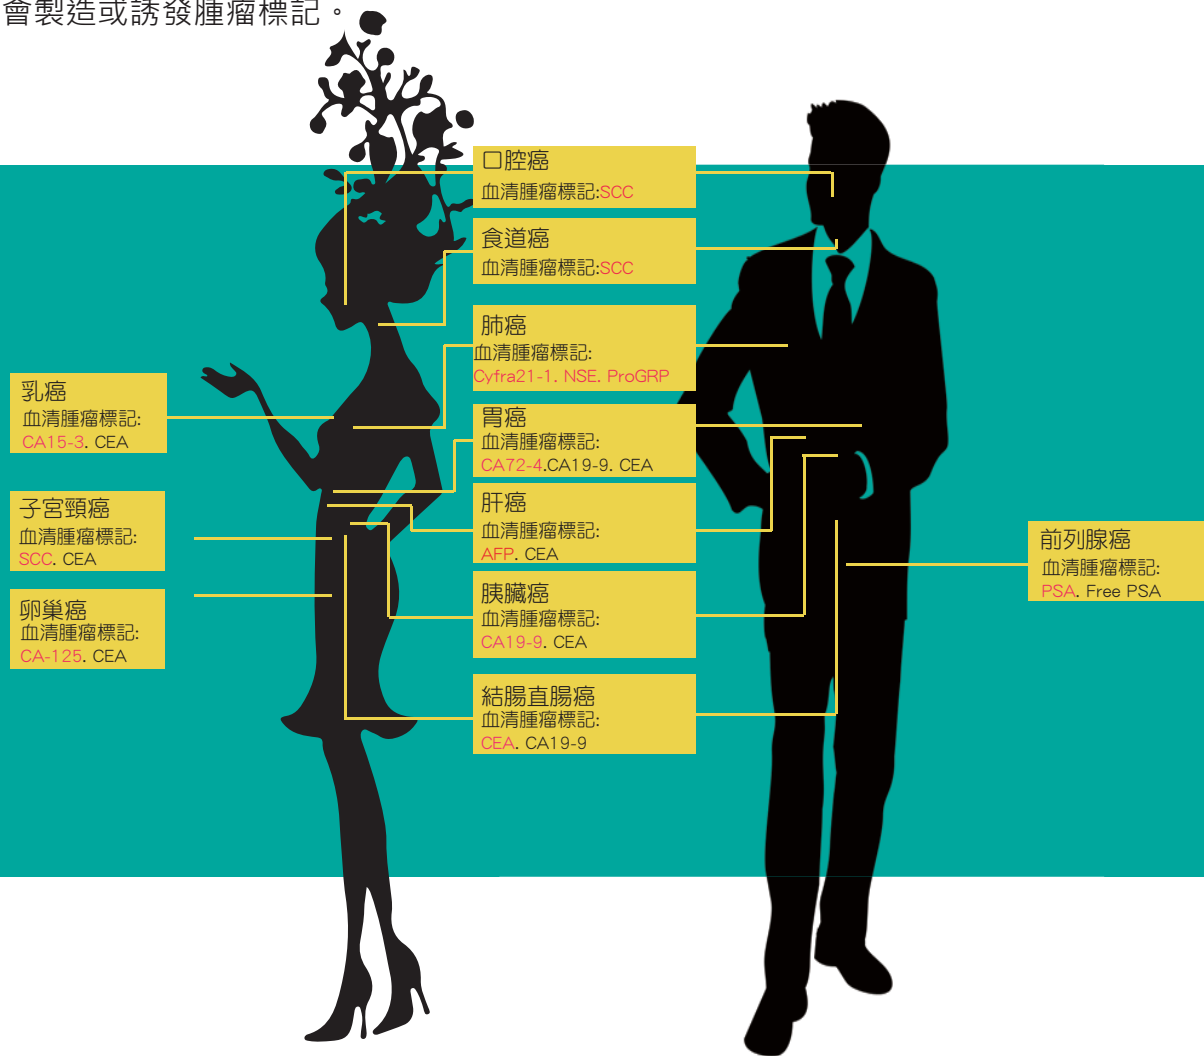 會製造或誘發腫瘤標記。
口腔癌
血清腫瘤標記:SCC
食道癌
血清腫瘤標記:SCC
肺癌
血清腫瘤標記:
Cyfra21-1. NSE. ProGRP
胃癌
血清腫瘤標記:
CA72-4.CA19-9. CEA
肝癌
血清腫瘤標記:
AFP. CEA
胰臟癌
血清腫瘤標記:
CA19-9. CEA
結腸直腸癌
血清腫瘤標記:
CEA. CA19-9
乳癌
血清腫瘤標記:
CA15-3. CEA
子宮頸癌
血清腫瘤標記:
SCC. CEA
卵巢癌
血清腫瘤標記:
CA-125. CEA
前列腺癌
血清腫瘤標記:
PSA. Free PSA